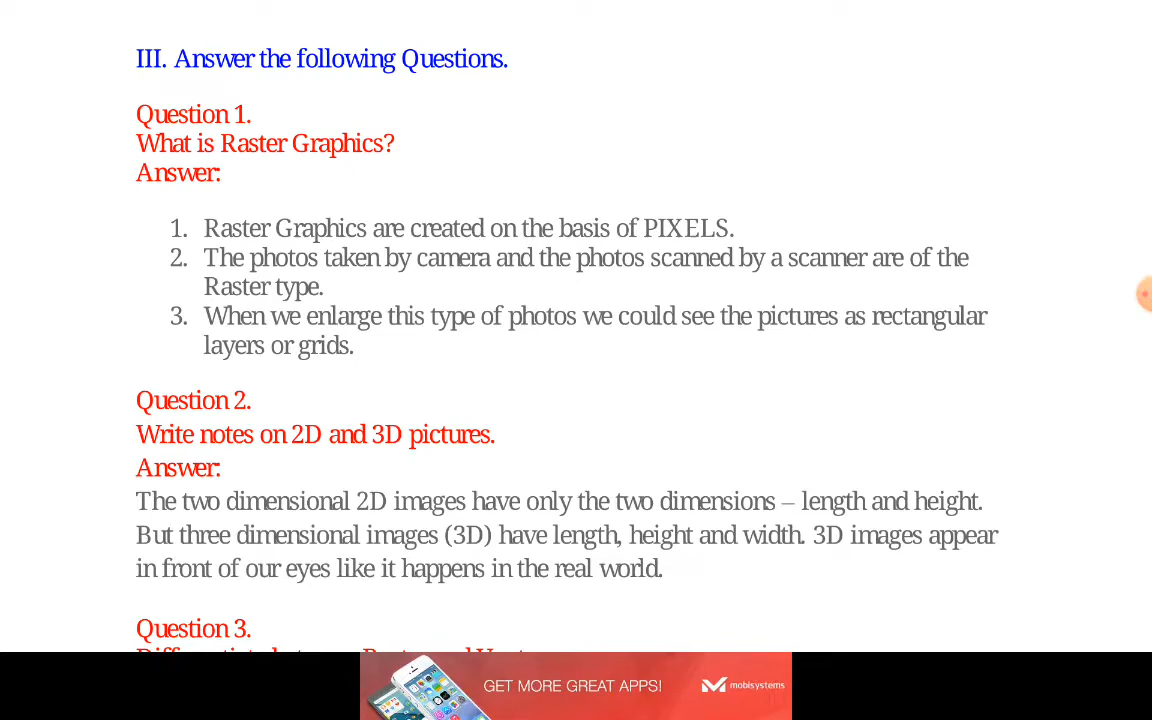 III. Answer the following Questions.
Question 1.
What is Raster Graphics?
Answer:
1. Raster Graphics are created on the basis of PIXELS.
2. The photos taken by camera and the photos scanned by a scanner are of the
Raster type.
3. When we enlarge this type of photos we could see the pictures as rectangular
layers or grids.
Question 2.
Write notes on 2D and 3D pictures.
Answer:
The two dimensional 2D images have only the two dimensions – length and height.
But three dimensional images (3D) have length, height and width. 3D images appear
in front of our eyes like it happens in the real world.
Question 3.
GET MORE GREAT APPS!
mobisystems